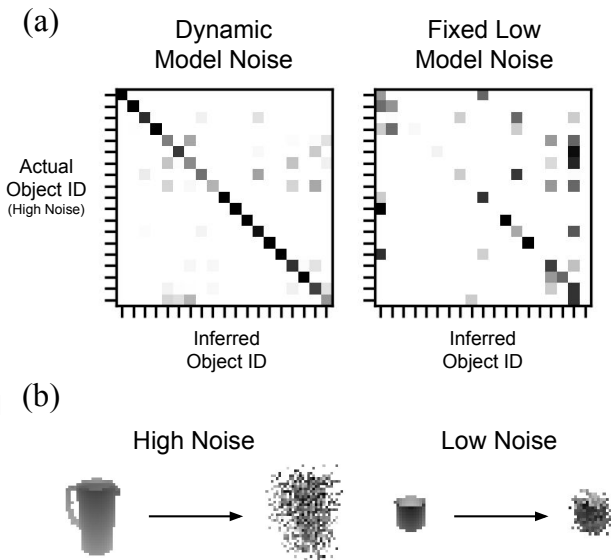 (a)
Dynamic
Model Noise
Fixed Low
Model Noise
Actual
Object ID
(High Noise)
Inferred
Object ID
Inferred
Object ID
(b)
High Noise
Low Noise